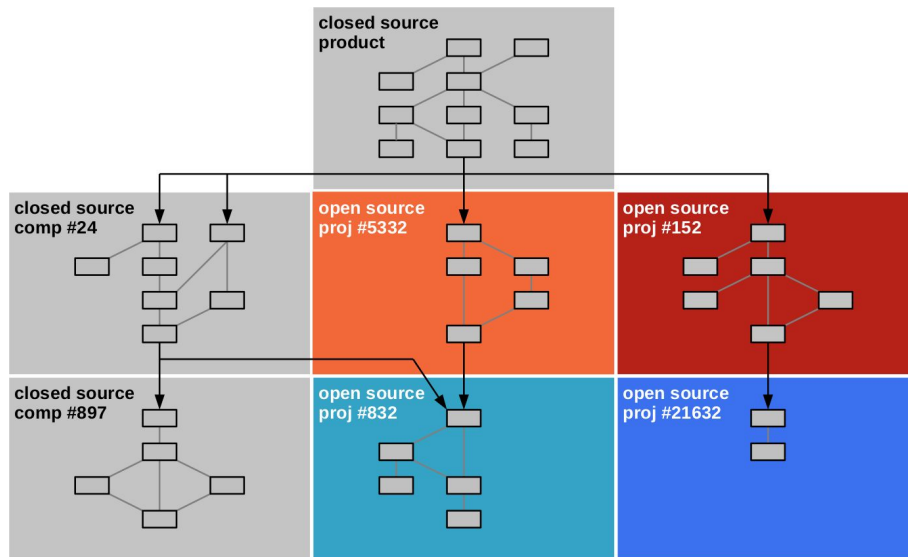 closed source
product
closed source
comp #24
open source
proj #5332
open source
proj #152
closed source
comp #897
open source
proj #832
open source
proj #21632